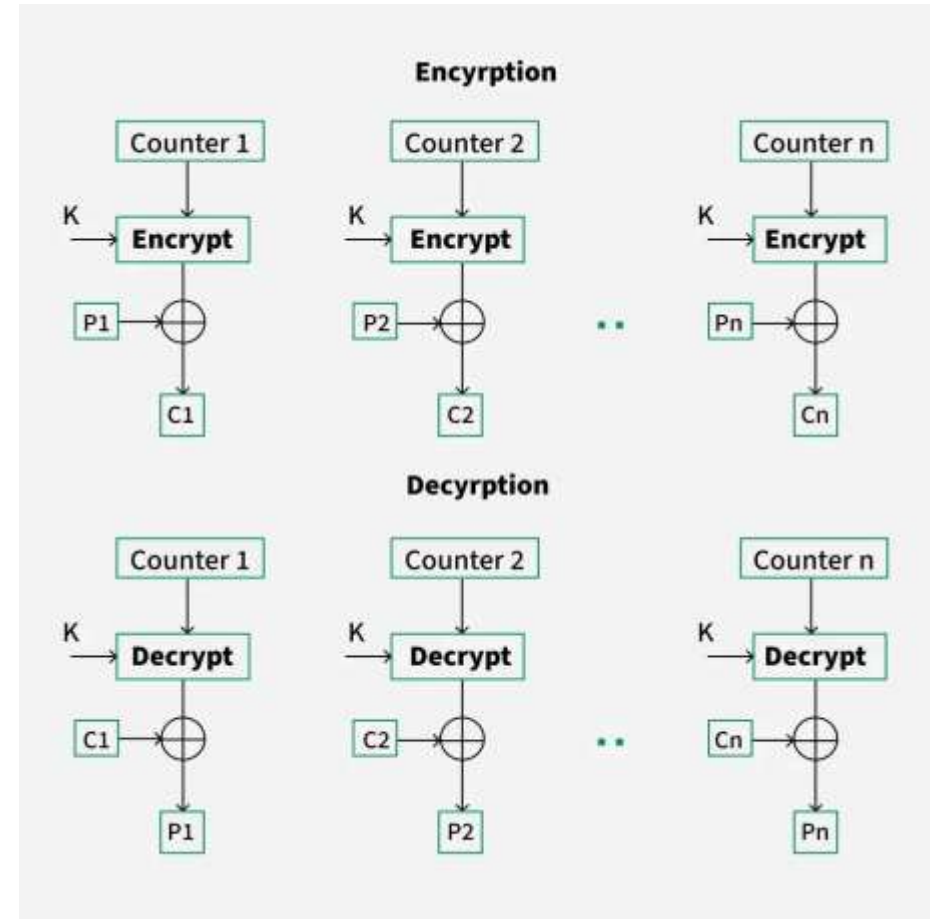 Encyrption
Counter 1 Counter 2 Counter n
K K K
Encrypt Encrypt Encrypt
P1 P2 Pn
C1 C2 Cn
Decyrption
Counter 1 Counter 2 Counter n
K K K
Decrypt Decrypt Decrypt
C1 C2 Cn
P1 P2 Pn